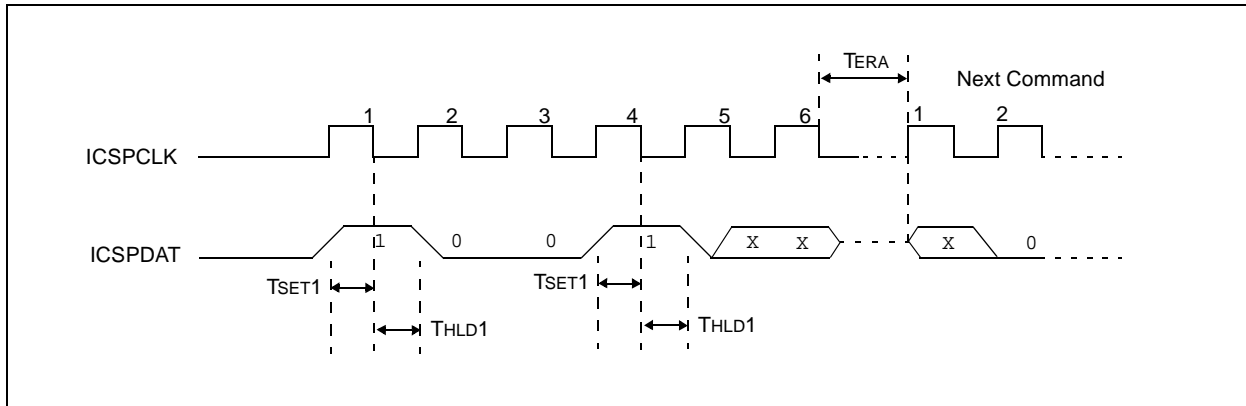 TERA
Next Command
1 2 3 4 5 6 1 2
ICSPCLK
1 0 0 1 X X X 0
ICSPDAT
TSET1 TSET1
THLD1 THLD1